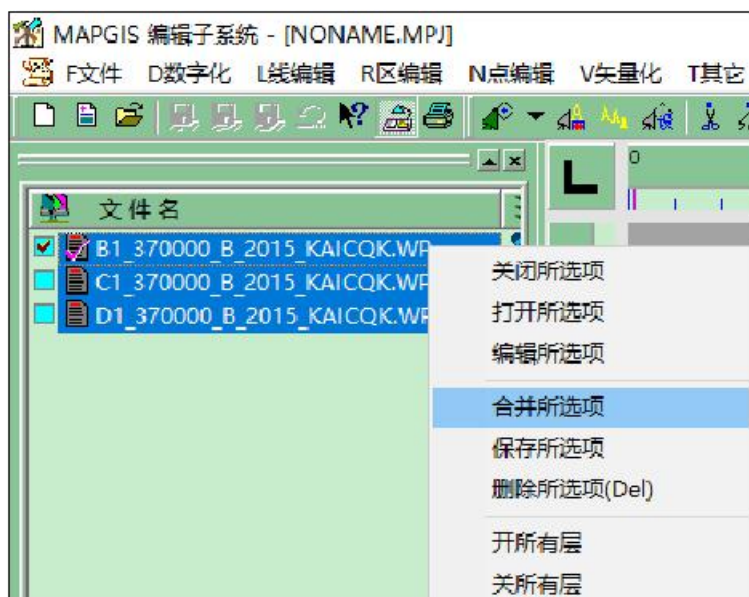 MAPGIS 编辑子系统 - [NONAME.MPJ]
F文件 D数字化 L线编辑 R区编辑 N点编辑 V矢量化 T其它
0
文件名
B1_370000_B_2015_KAICQK.WP
C1_370000_B_2015_KAICQK.WP
D1_370000_B_2015_KAICQK.WP
关闭所选项
打开所选项
编辑所选项
合并所选项
保存所选项
删除所选项(Del)
开所有层
关所有层